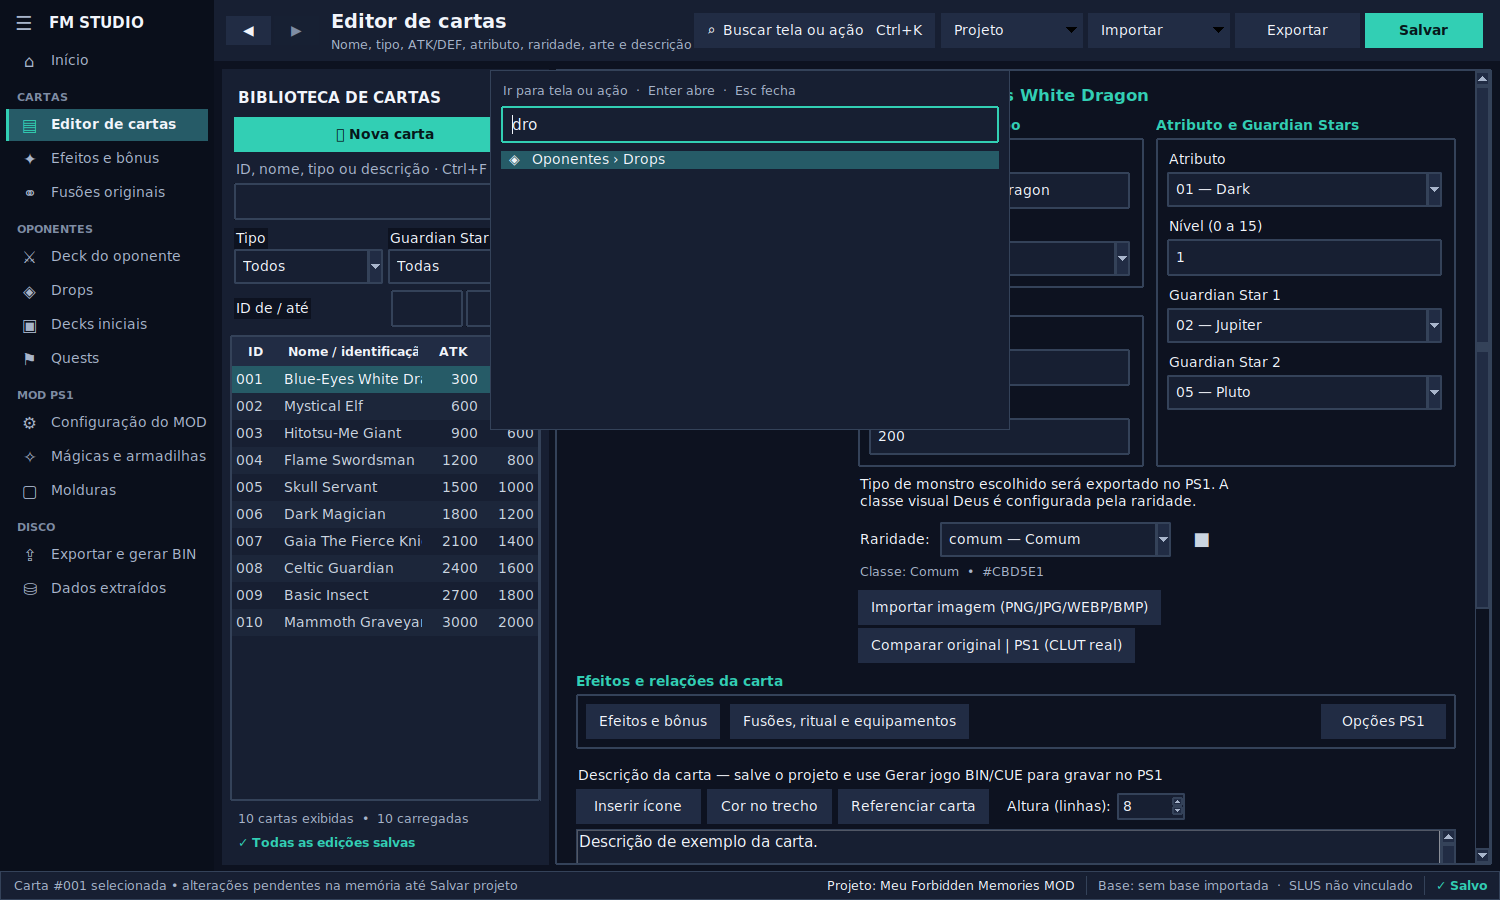 FM STUDIO
Início
CARTAS
Editor de cartas
Efeitos e bônus
Fusões originais
OPONENTES
Deck do oponente
Drops
Decks iniciais
Quests
MOD PS1
Configuração do MOD
Mágicas e armadilhas
Molduras
DISCO
Exportar e gerar BIN
Dados extraídos
Editor de cartas
Nome, tipo, ATK/DEF, atributo, raridade, arte e descrição
Buscar tela ou ação Ctrl+K
Projeto
Importar
Exportar
Salvar
BIBLIOTECA DE CARTAS
Nova carta
ID, nome, tipo ou descrição · Ctrl+F
Tipo
Guardian Star
Todos
Todas
ID de / até
ID Nome / identificaçã ATK
001 Blue-Eyes White Dra 300
002 Mystical Elf 600
003 Hitotsu-Me Giant 900 600
004 Flame Swordsman 1200 800
005 Skull Servant 1500 1000
006 Dark Magician 1800 1200
007 Gaia The Fierce Kni 2100 1400
008 Celtic Guardian 2400 1600
009 Basic Insect 2700 1800
010 Mammoth Graveya 3000 2000
10 cartas exibidas • 10 carregadas
✓ Todas as edições salvas
Ir para tela ou ação · Enter abre · Esc fecha
dro
Oponentes › Drops
s White Dragon
o
ragon
200
Atributo e Guardian Stars
Atributo
01 — Dark
Nível (0 a 15)
1
Guardian Star 1
02 — Jupiter
Guardian Star 2
05 — Pluto
Tipo de monstro escolhido será exportado no PS1. A
classe visual Deus é configurada pela raridade.
Raridade: comum — Comum
Classe: Comum • #CBD5E1
Importar imagem (PNG/JPG/WEBP/BMP)
Comparar original | PS1 (CLUT real)
Efeitos e relações da carta
Efeitos e bônus
Fusões, ritual e equipamentos
Opções PS1
Descrição da carta — salve o projeto e use Gerar jogo BIN/CUE para gravar no PS1
Inserir ícone
Cor no trecho
Referenciar carta
Altura (linhas): 8
Descrição de exemplo da carta.
Carta #001 selecionada • alterações pendentes na memória até Salvar projeto
Projeto: Meu Forbidden Memories MOD
Base: sem base importada · SLUS não vinculado
✓ Salvo